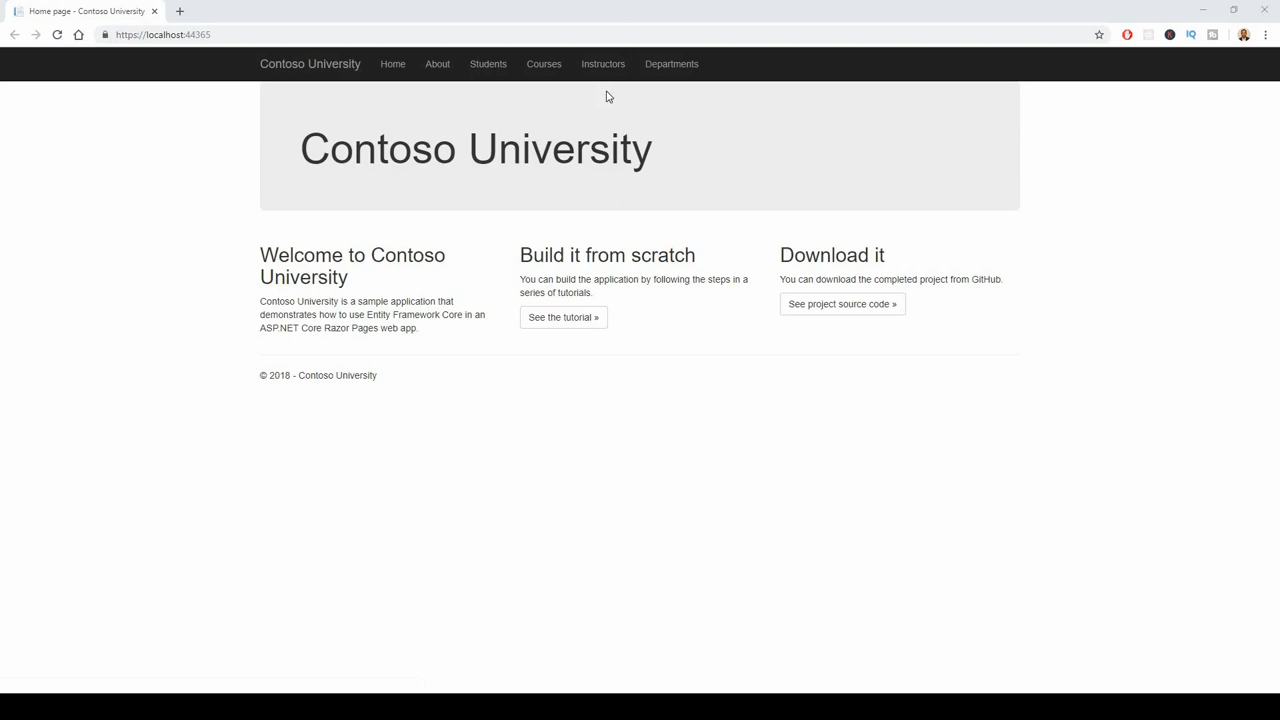 Home page - Contoso University
https://localhost:44365
Contoso University Home About Students Courses Instructors Departments
Contoso University
Welcome to Contoso
University
Contoso University is a sample application that
demonstrates how to use Entity Framework Core in an
ASP.NET Core Razor Pages web app.
Build it from scratch
You can build the application by following the steps in a
series of tutorials.
See the tutorial »
Download it
You can download the completed project from GitHub.
See project source code »
© 2018 - Contoso University